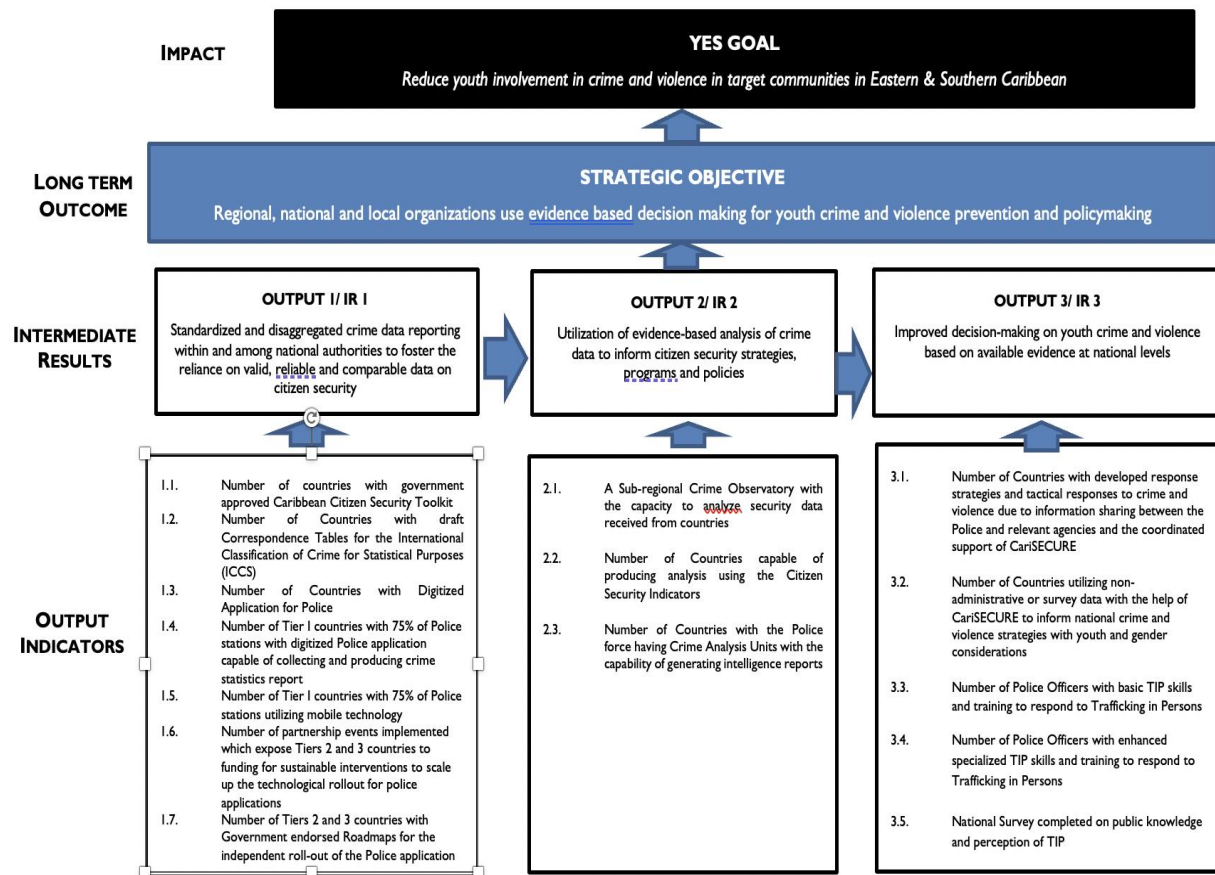 IMPACT
YES GOAL
Reduce youth involvement in crime and violence in target communities in Eastern & Southern Caribbean
LONG TERM
OUTCOME
STRATEGIC OBJECTIVE
Regional, national and local organizations use evidence based decision making for youth crime and violence prevention and policymaking
INTERMEDIATE
RESULTS
OUTPUT 1/ IR 1
Standardized and disaggregated crime data reporting
within and among national authorities to foster the
reliance on valid, reliable and comparable data on
citizen security
OUTPUT 2/ IR 2
Utilization of evidence-based analysis of crime
data to inform citizen security strategies,
programs and policies
OUTPUT 3/ IR 3
Improved decision-making on youth crime and violence
based on available evidence at national levels
OUTPUT
INDICATORS
1.1. Number of countries with government
approved Caribbean Citizen Security Toolkit
1.2. Number of Countries with draft
Correspondence Tables for the International
Classification of Crime for Statistical Purposes
(ICCS)
1.3. Number of Countries with Digitized
Application for Police
1.4. Number of Tier 1 countries with 75% of Police
stations with digitized Police application
capable of collecting and producing crime
statistics report
1.5. Number of Tier 1 countries with 75% of Police
stations utilizing mobile technology
1.6. Number of partnership events implemented
which expose Tiers 2 and 3 countries to
funding for sustainable interventions to scale
up the technological rollout for police
applications
1.7. Number of Tiers 2 and 3 countries with
Government endorsed Roadmaps for the
independent roll-out of the Police application
2.1. A Sub-regional Crime Observatory with
the capacity to analyze security data
received from countries
2.2. Number of Countries capable of
producing analysis using the Citizen
Security Indicators
2.3. Number of Countries with the Police
force having Crime Analysis Units with the
capability of generating intelligence reports
3.1. Number of Countries with developed response
strategies and tactical responses to crime and
violence due to information sharing between the
Police and relevant agencies and the coordinated
support of CariSECURE
3.2. Number of Countries utilizing non-
administrative or survey data with the help of
CariSECURE to inform national crime and
violence strategies with youth and gender
considerations
3.3. Number of Police Officers with basic TIP skills
and training to respond to Trafficking in Persons
3.4. Number of Police Officers with enhanced
specialized TIP skills and training to respond to
Trafficking in Persons
3.5. National Survey completed on public knowledge
and perception of TIP